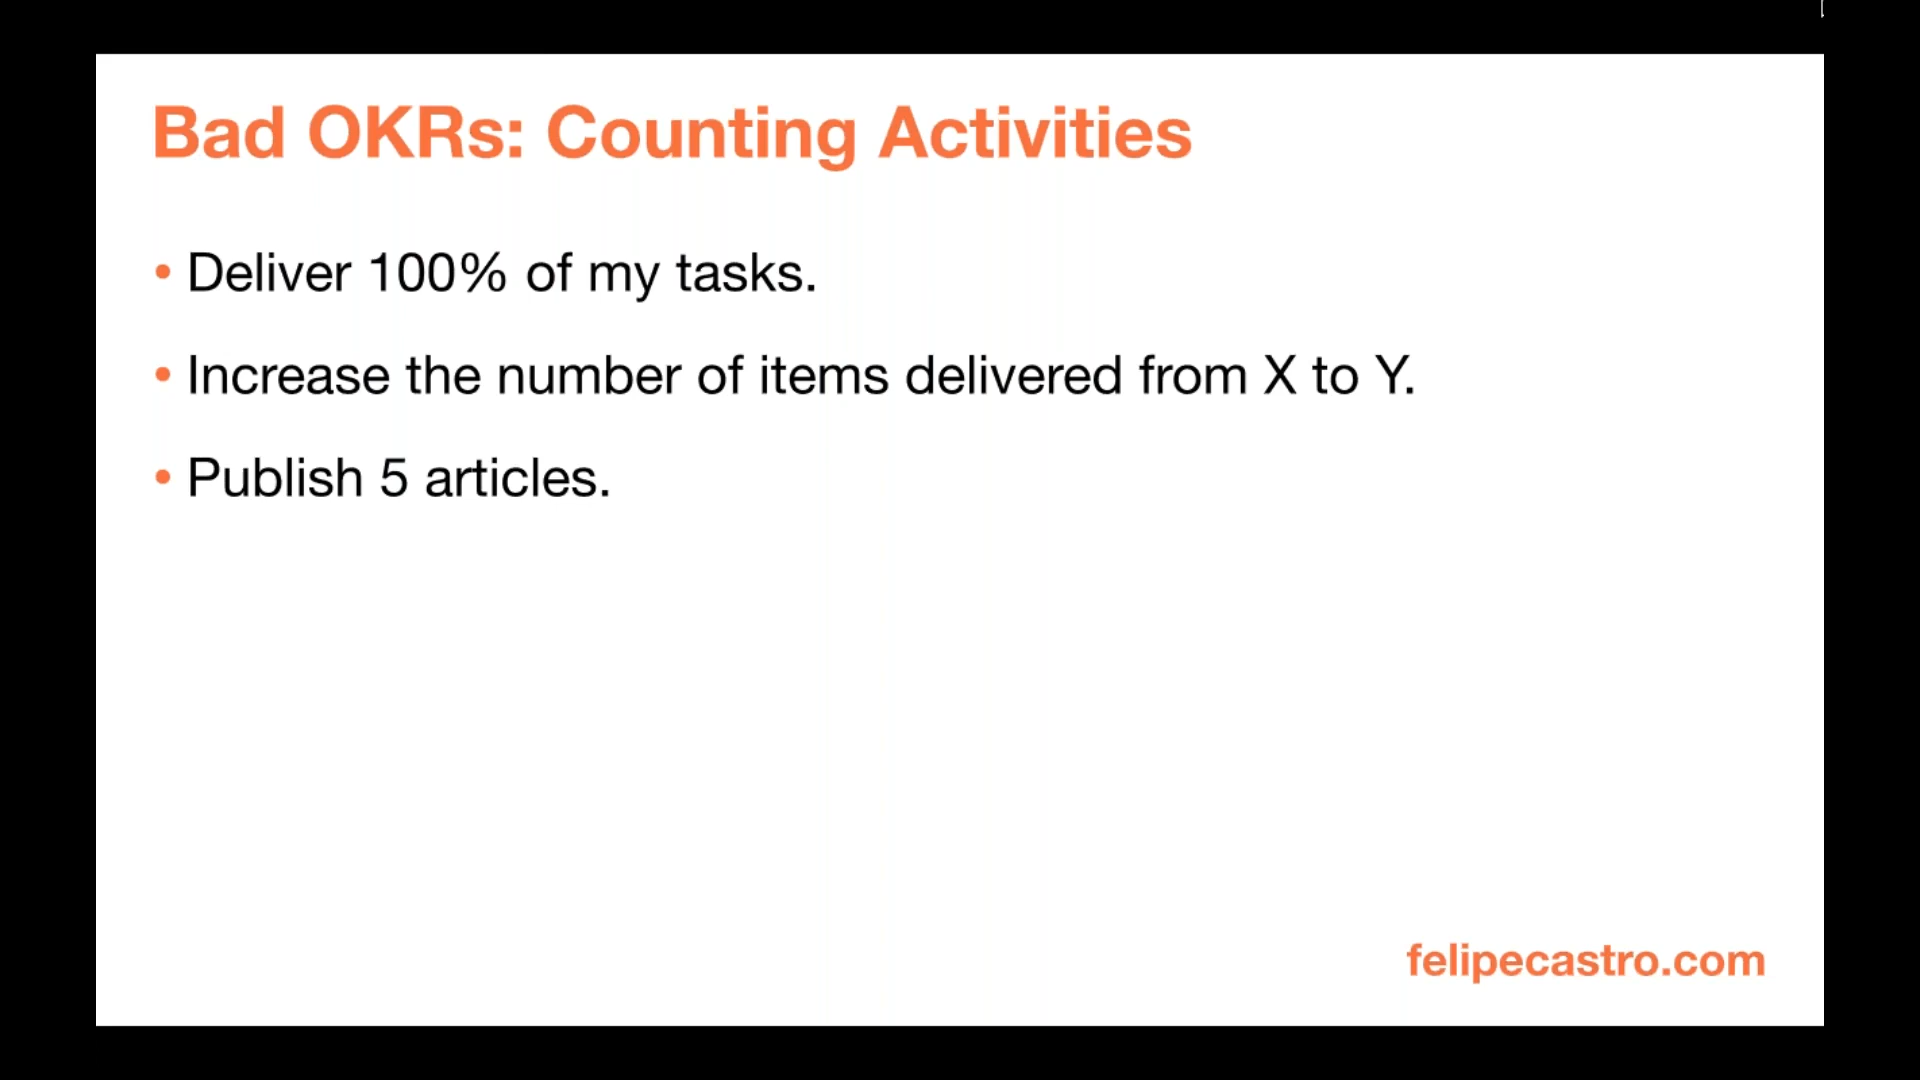 Bad OKRs: Counting Activities
• Deliver 100% of my tasks.
• Increase the number of items delivered from X to Y.
• Publish 5 articles.
felipecastro.com